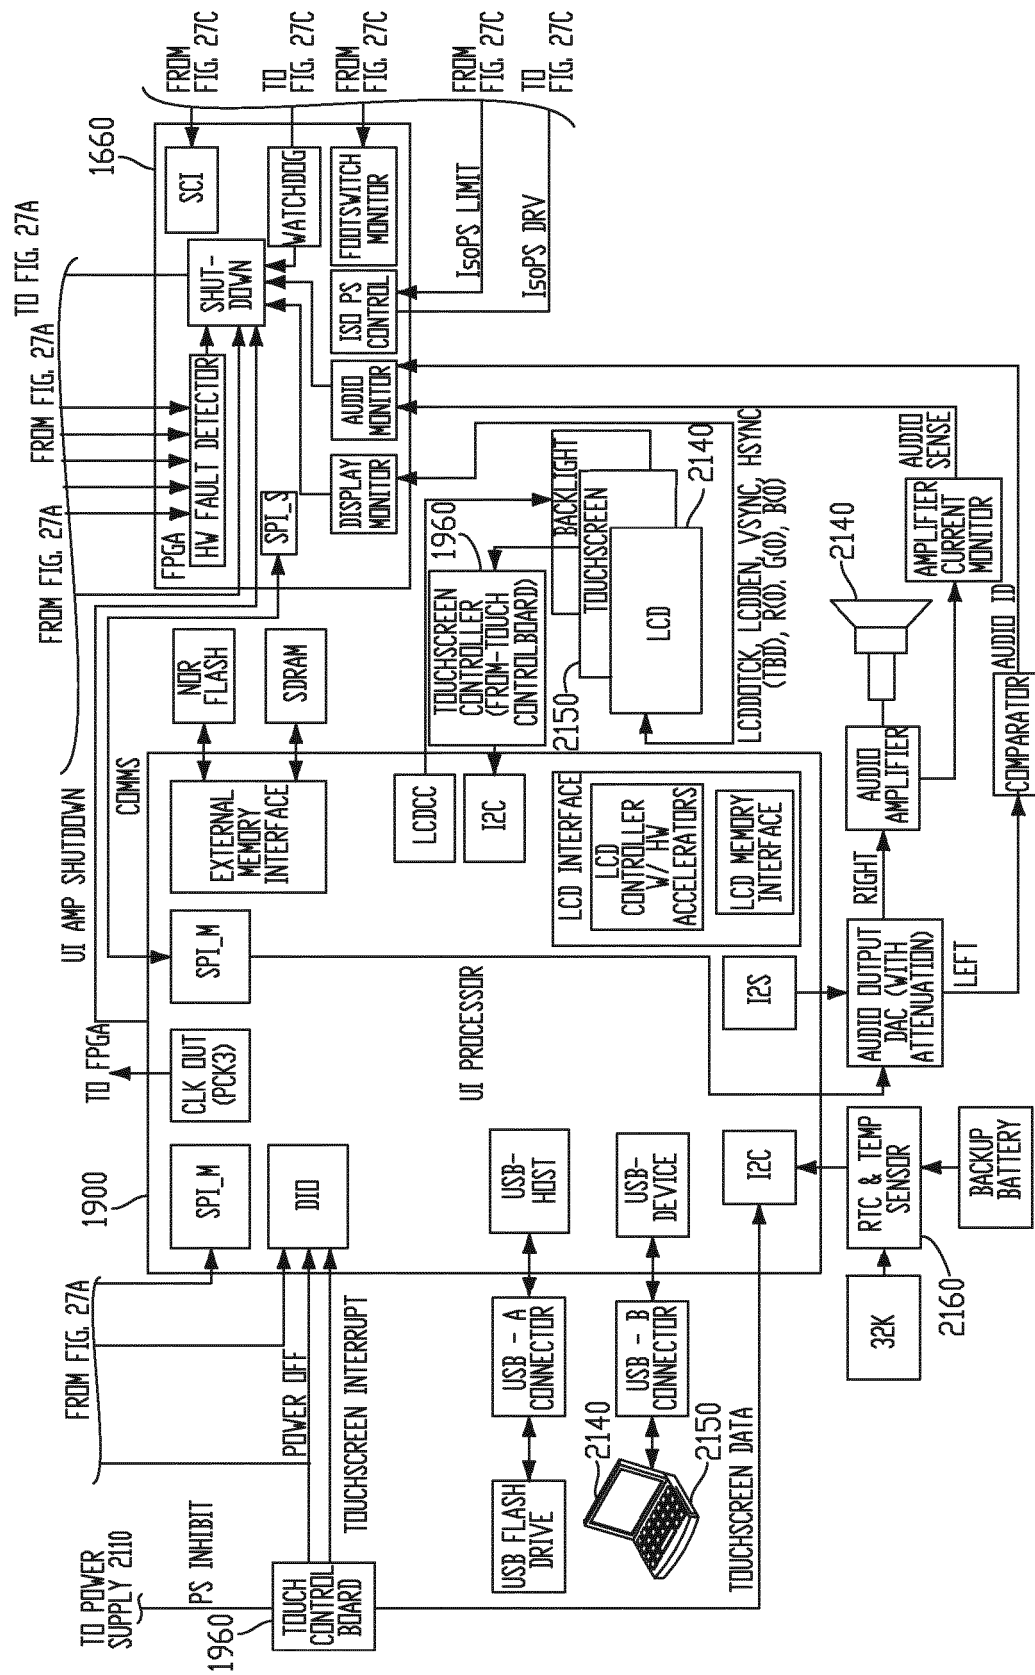 TO POWER
SUPPLY 2110
PS INHIBIT
1960
TOUCH
CONTROL
BOARD
FROM FIG. 27A
POWER OFF
TOUCHSCREEN INTERRUPT
USB FLASH
DRIVE
USB - A
CONNECTOR
USB-
HOST
2140
2150
USB - B
CONNECTOR
USB-
DEVICE
TOUCHSCREEN DATA
32K
2160
RTC & TEMP
SENSOR
BACKUP
BATTERY
I2C
1900
SPI_M
DIO
TO FPGA
CLK OUT
(PCK3)
UI PROCESSOR
SPI_M
UI AMP SHUTDOWN
COMMS
EXTERNAL
MEMORY
INTERFACE
NOR
FLASH
SDRAM
LCDCC
I2C
LCD INTERFACE
LCD
CONTROLLER
W/ HW
ACCELERATORS
LCD MEMORY
INTERFACE
I2S
AUDIO OUTPUT
DAC (WITH
ATTENUATION)
RIGHT
LEFT
AUDIO
AMPLIFIER
COMPARATOR
AUDIO ID
2140
AMPLIFIER
CURRENT
MONITOR
AUDIO
SENSE
TOUCHSCREEN
CONTROLLER
(FROM-TOUCH
CONTROLBOARD)
1960
2150
BACKLIGHT
TOUCHSCREEN
LCD
2140
LCDDOTCK, LCDDEN, VSYNC, HSYNC
(TBD), R(0). G(0), B(0)
FROM FIG. 27A
FROM FIG. 27A
TO FIG. 27A
1660
FPGA
HW FAULT DETECTOR
SPI_S
SHUT-
DOWN
SCI
WATCHDOG
DISPLAY
MONITOR
AUDIO
MONITOR
ISO PS
CONTROL
FOOTSWITCH
MONITOR
IsoPS LIMIT
IsoPS DRV
FROM
FIG. 27C
TO
FIG. 27C
FROM
FIG. 27C
FROM
FIG. 27C
TO
FIG. 27C